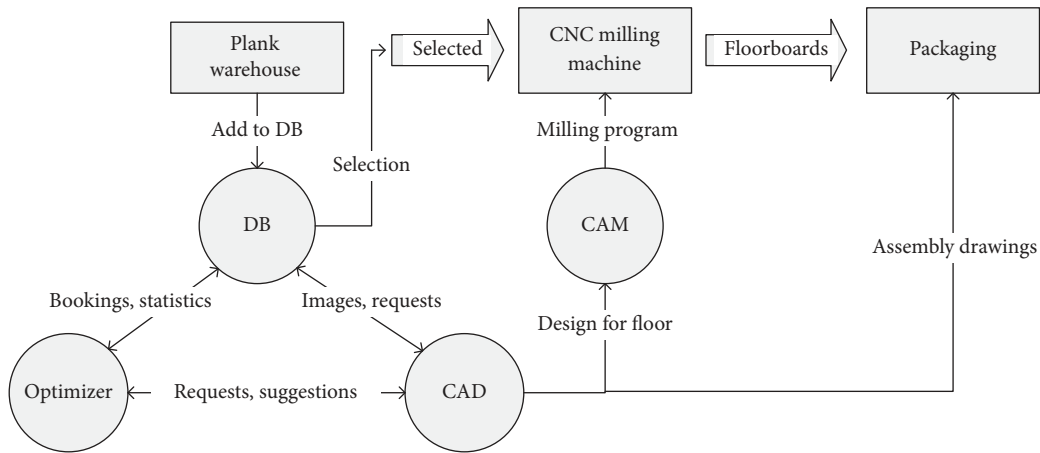 Plank
warehouse
Selected
CNC milling
machine
Floorboards
Packaging
Add to DB
Milling program
Selection
DB
CAM
Assembly drawings
Bookings, statistics
Images, requests
Design for floor
Optimizer
Requests, suggestions
CAD